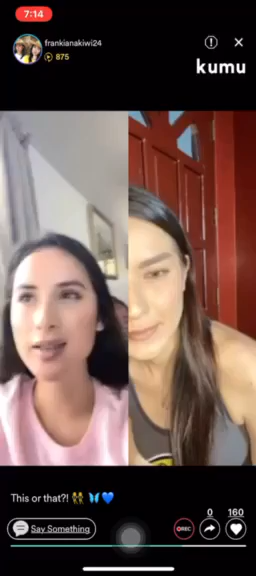 7:14
frankianakiwi24
875
kumu
This or that?! 👯 🦋💙
0 160
Say Something
REC